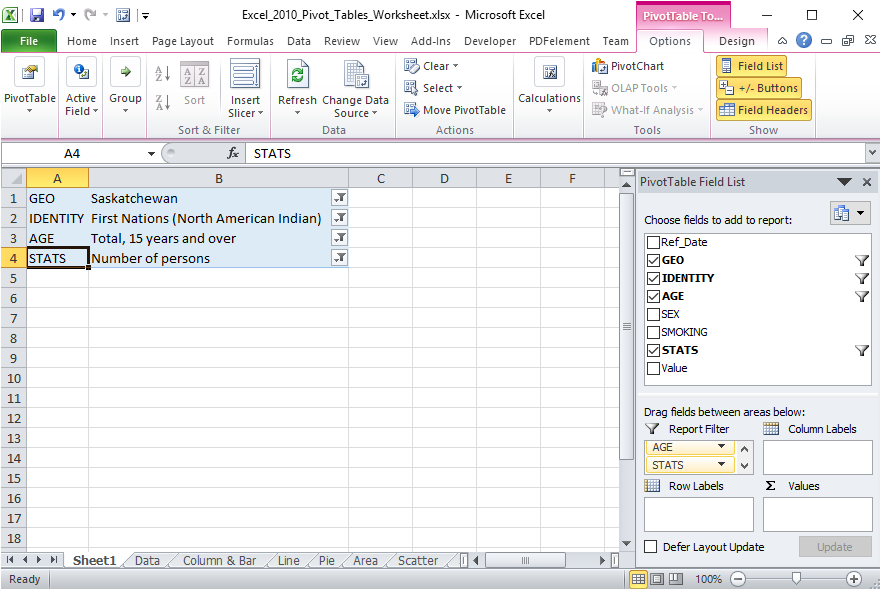 Excel_2010_Pivot_Tables_Worksheet.xlsx - Microsoft Excel
PivotTable To...
File Home Insert Page Layout Formulas Data Review View Add-Ins Developer PDFelement Team Options Design
PivotTable
Active Field
Group
A Z
Z A
A Z Z A
Sort
Insert Slicer
Sort & Filter
Refresh
Change Data Source
Data
Clear
Select
Move PivotTable
Actions
Calculations
PivotChart
OLAP Tools
What-If Analysis
Tools
Field List
+/- Buttons
Field Headers
Show
A4 fx STATS
A B C D E F
1 GEO Saskatchewan
2 IDENTITY First Nations (North American Indian)
3 AGE Total, 15 years and over
4 STATS Number of persons
5
6
7
8
9
10
11
12
13
14
15
16
17
18
PivotTable Field List
Choose fields to add to report:
Ref_Date
GEO
IDENTITY
AGE
SEX
SMOKING
STATS
Value
Drag fields between areas below:
Report Filter
AGE
STATS
Column Labels
Row Labels
Σ Values
Defer Layout Update
Update
Sheet1 Data Column & Bar Line Pie Area Scatter
Ready
100%